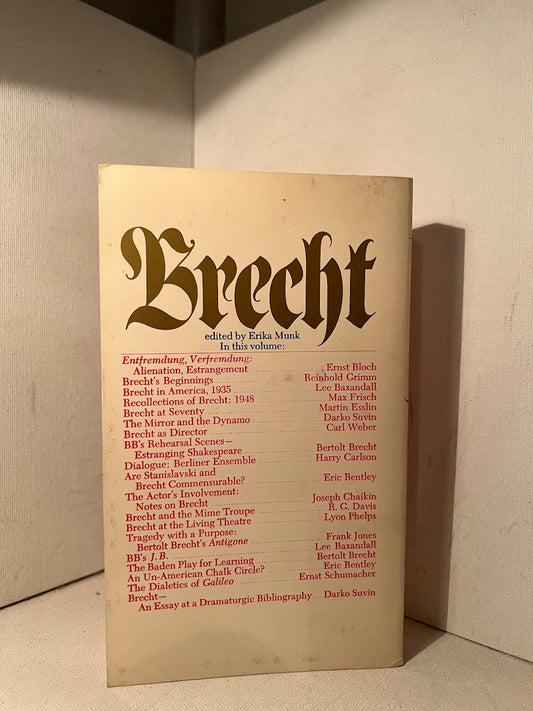 Brecht
edited by Erika Munk
In this volume:
Entfremdung, Verfremdung:
Alienation, Estrangement Ernst Bloch
Brecht's Beginnings Reinhold Grimm
Brecht in America, 1935 Lee Baxandall
Recollections of Brecht: 1948 Max Frisch
Brecht at Seventy Martin Esslin
The Mirror and the Dynamo Darko Suvin
Brecht as Director Carl Weber
BB's Rehearsal Scenes—
Estranging Shakespeare Bertolt Brecht
Dialogue: Berliner Ensemble Harry Carlson
Are Stanislavski and
Brecht Commensurable? Eric Bentley
The Actor's Involvement:
Notes on Brecht Joseph Chaikin
Brecht and the Mime Troupe R. G. Davis
Brecht at the Living Theatre Lyon Phelps
Tragedy with a Purpose:
Bertolt Brecht's Antigone Frank Jones
BB's J.B. Lee Baxandall
The Baden Play for Learning Bertolt Brecht
An Un-American Chalk Circle? Eric Bentley
The Dialetics of Galileo Ernst Schumacher
Brecht—
An Essay at a Dramaturgic Bibliography Darko Suvin